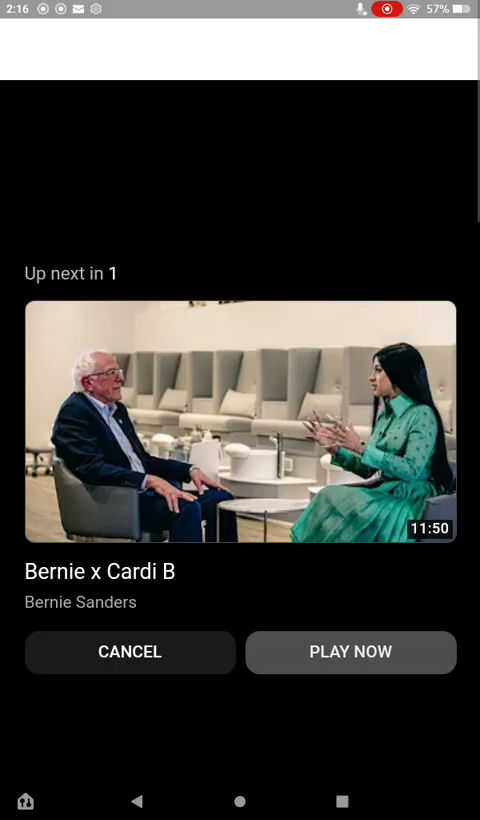 2:16
57%
Up next in 1
11:50
Bernie x Cardi B
Bernie Sanders
CANCEL
PLAY NOW